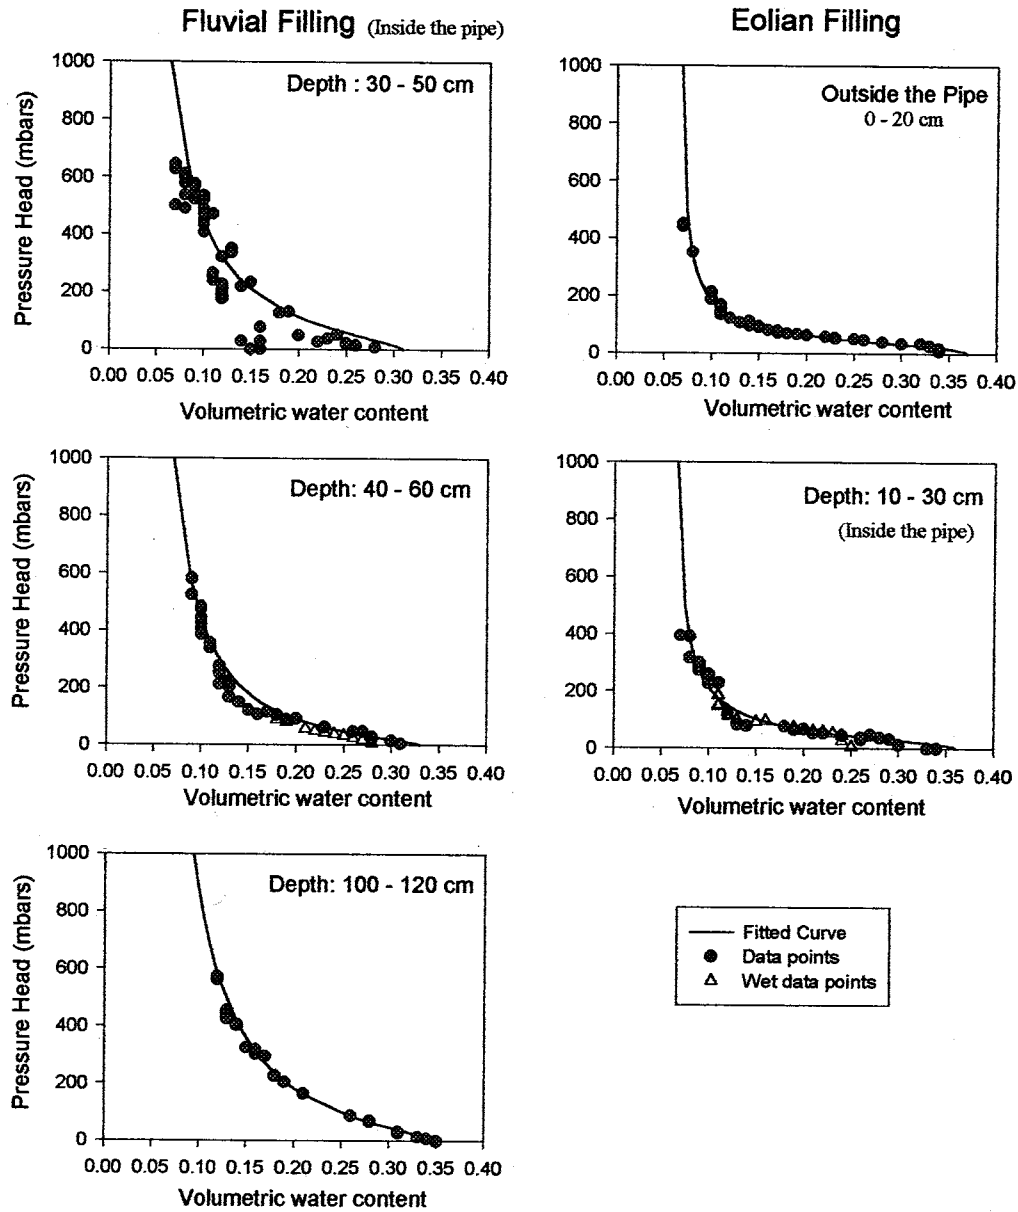 Fluvial Filling (Inside the pipe)
Eolian Filling
Pressure Head (mbars)
1000
800
600
400
200
0
Depth : 30 - 50 cm
0.00 0.05 0.10 0.15 0.20 0.25 0.30 0.35 0.40
Volumetric water content
1000
800
600
400
200
0
Outside the Pipe
0 - 20 cm
0.00 0.05 0.10 0.15 0.20 0.25 0.30 0.35 0.40
Volumetric water content
Pressure Head (mbars)
1000
800
600
400
200
0
Depth: 40 - 60 cm
0.00 0.05 0.10 0.15 0.20 0.25 0.30 0.35 0.40
Volumetric water content
1000
800
600
400
200
0
Depth: 10 - 30 cm
(Inside the pipe)
0.00 0.05 0.10 0.15 0.20 0.25 0.30 0.35 0.40
Volumetric water content
Pressure Head (mbars)
1000
800
600
400
200
0
Depth: 100 - 120 cm
0.00 0.05 0.10 0.15 0.20 0.25 0.30 0.35 0.40
Volumetric water content
Fitted Curve
Data points
Wet data points